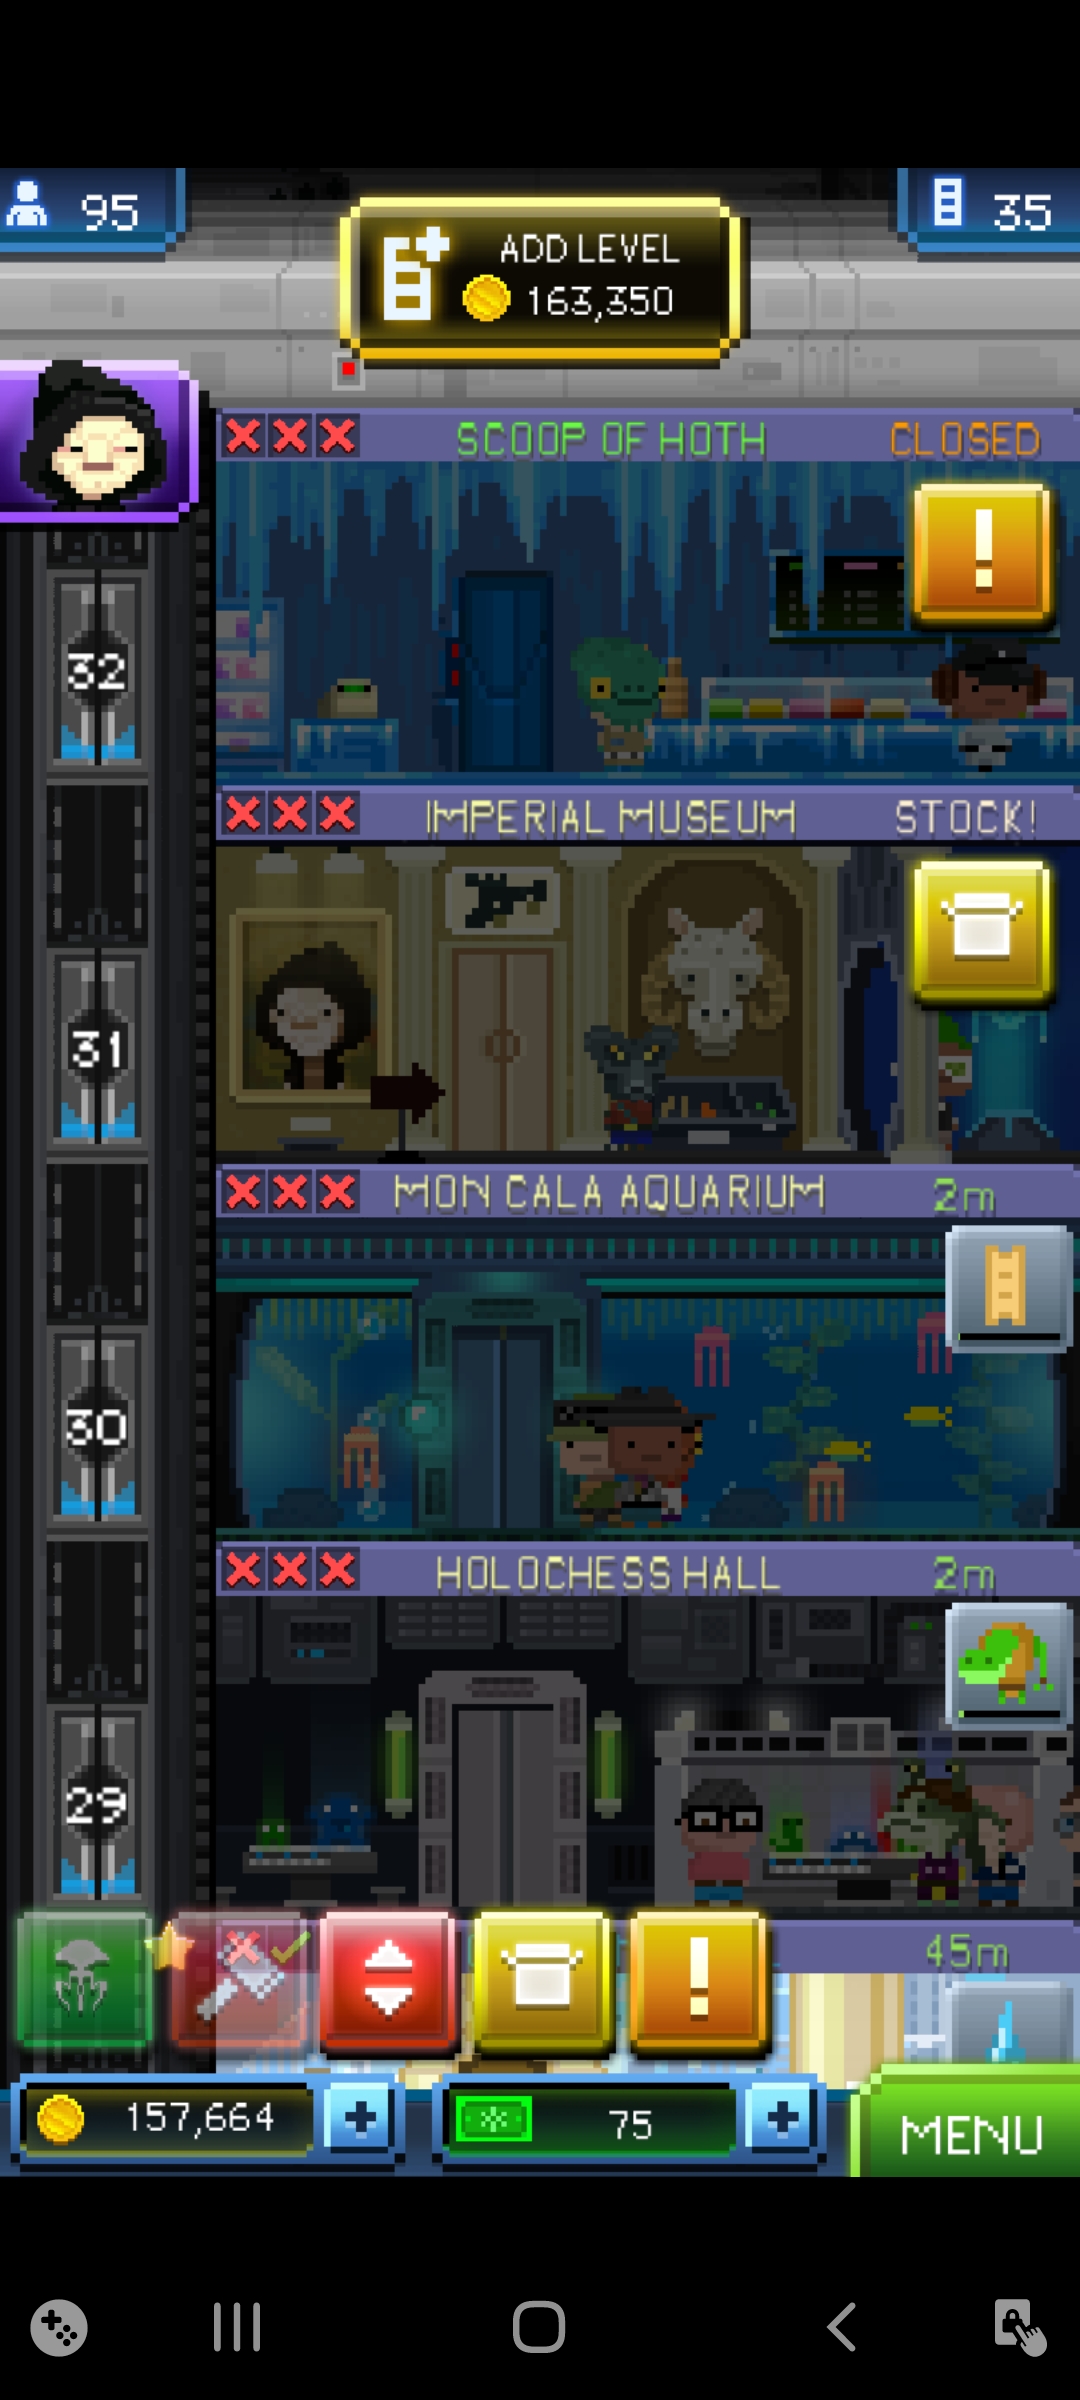 95
ADD LEVEL
163,350
35
SCOOP OF HOTH
CLOSED
!
32
IMPERIAL MUSEUM
STOCK!
31
MON CALA AQUARIUM
2m
30
HOLOCHESS HALL
2m
29
45m
!
157,664
+
75
+
MENU